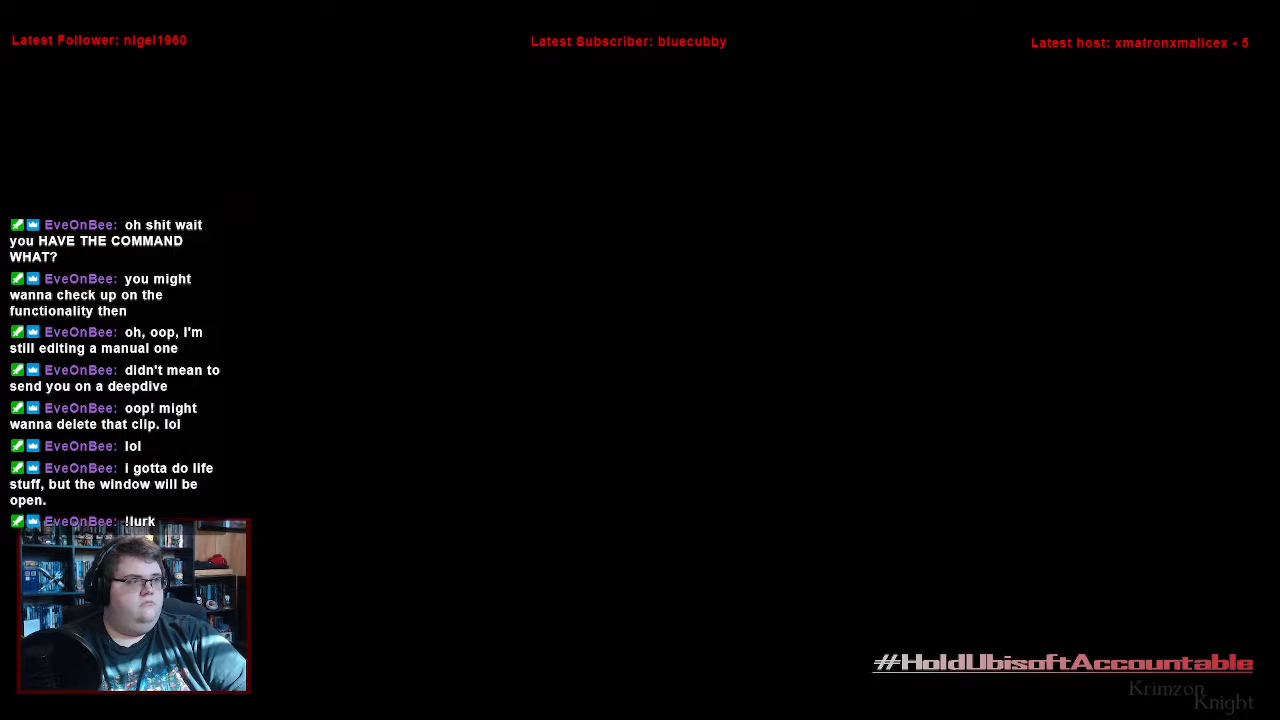 Latest Follower: nigel1960
Latest Subscriber: bluecubby
Latest host: xmatronxmalicex - 5
EveOnBee: oh shit wait
you HAVE THE COMMAND
WHAT?
EveOnBee: you might
wanna check up on the
functionality then
EveOnBee: oh, oop, I'm
still editing a manual one
EveOnBee: didn't mean to
send you on a deepdive
EveOnBee: oop! might
wanna delete that clip. lol
EveOnBee: lol
EveOnBee: I gotta do life
stuff, but the window will be
open.
EveOnBee: !lurk
#HoldUbisoftAccountable
Krimzon
Knight